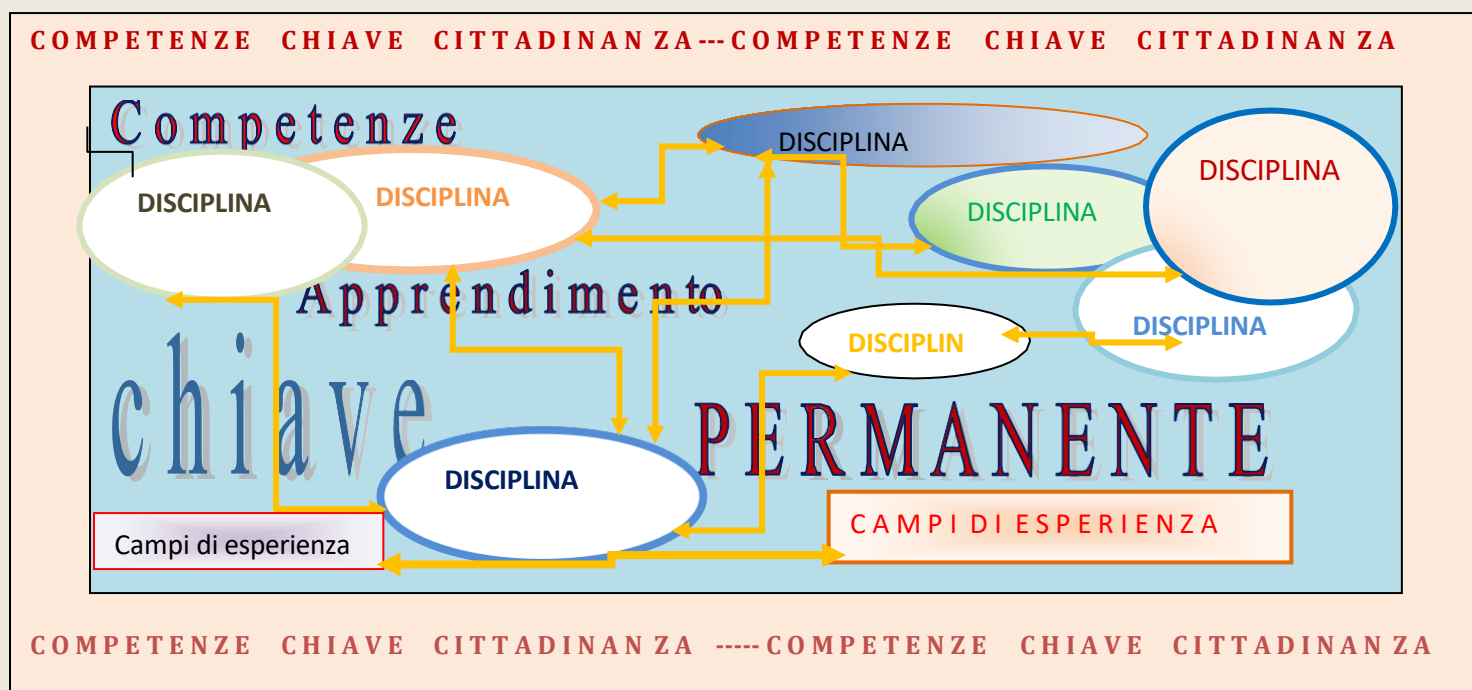 COMPETENZE CHIAVE CITTADINANZA---COMPETENZE CHIAVE CITTADINANZA
Competenze
DISCIPLINA
DISCIPLINA
DISCIPLINA
DISCIPLINA
DISCIPLINA
Apprendimento
DISCIPLIN
DISCIPLINA
chiave
PERMANENTE
DISCIPLINA
Campi di esperienza
CAMPI DI ESPERIENZA
COMPETENZE CHIAVE CITTADINANZA -----COMPETENZE CHIAVE CITTADINANZA